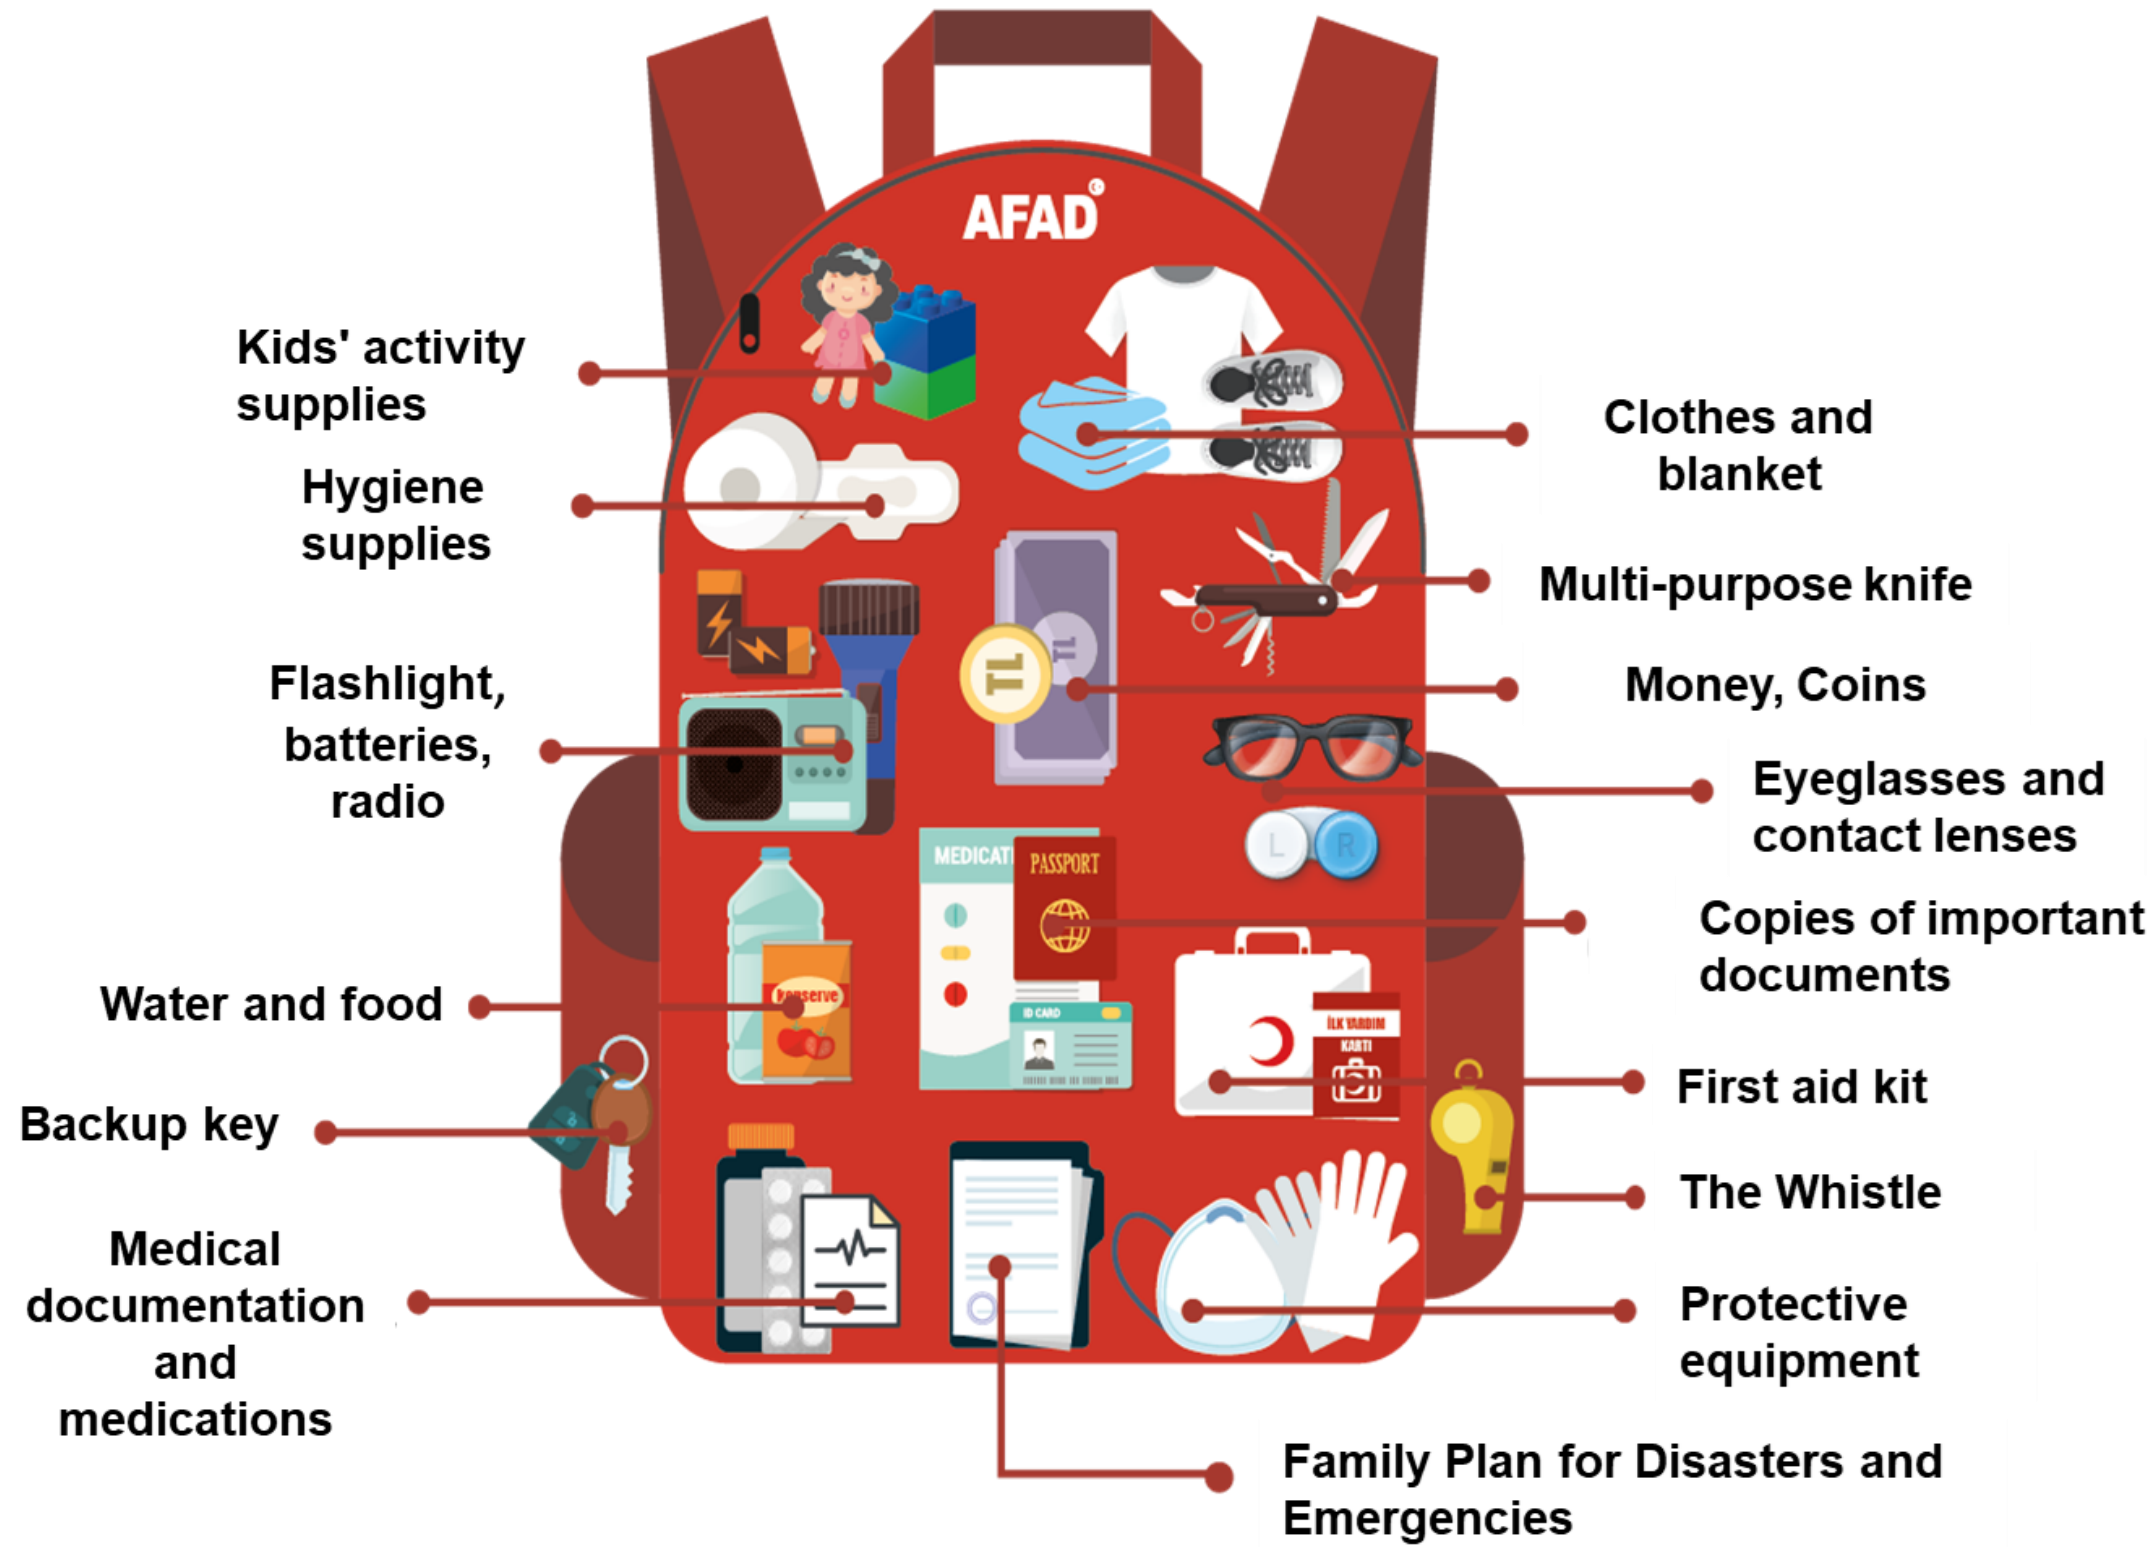 AFAD
Kids' activity
supplies
Hygiene
supplies
Flashlight,
batteries,
radio
Water and food
Backup key
Medical
documentation
and
medications
Clothes and
blanket
Multi-purpose knife
Money, Coins
Eyeglasses and
contact lenses
Copies of important
documents
First aid kit
The Whistle
Protective
equipment
Family Plan for Disasters and
Emergencies
TL
TL
L
R
MEDICATI
PASSPORT
ID CARD
konserve
İLK YARDIM
KARTI